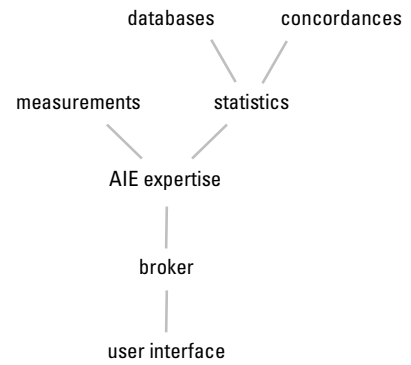 databases concordances
measurements statistics
AIE expertise
broker
user interface